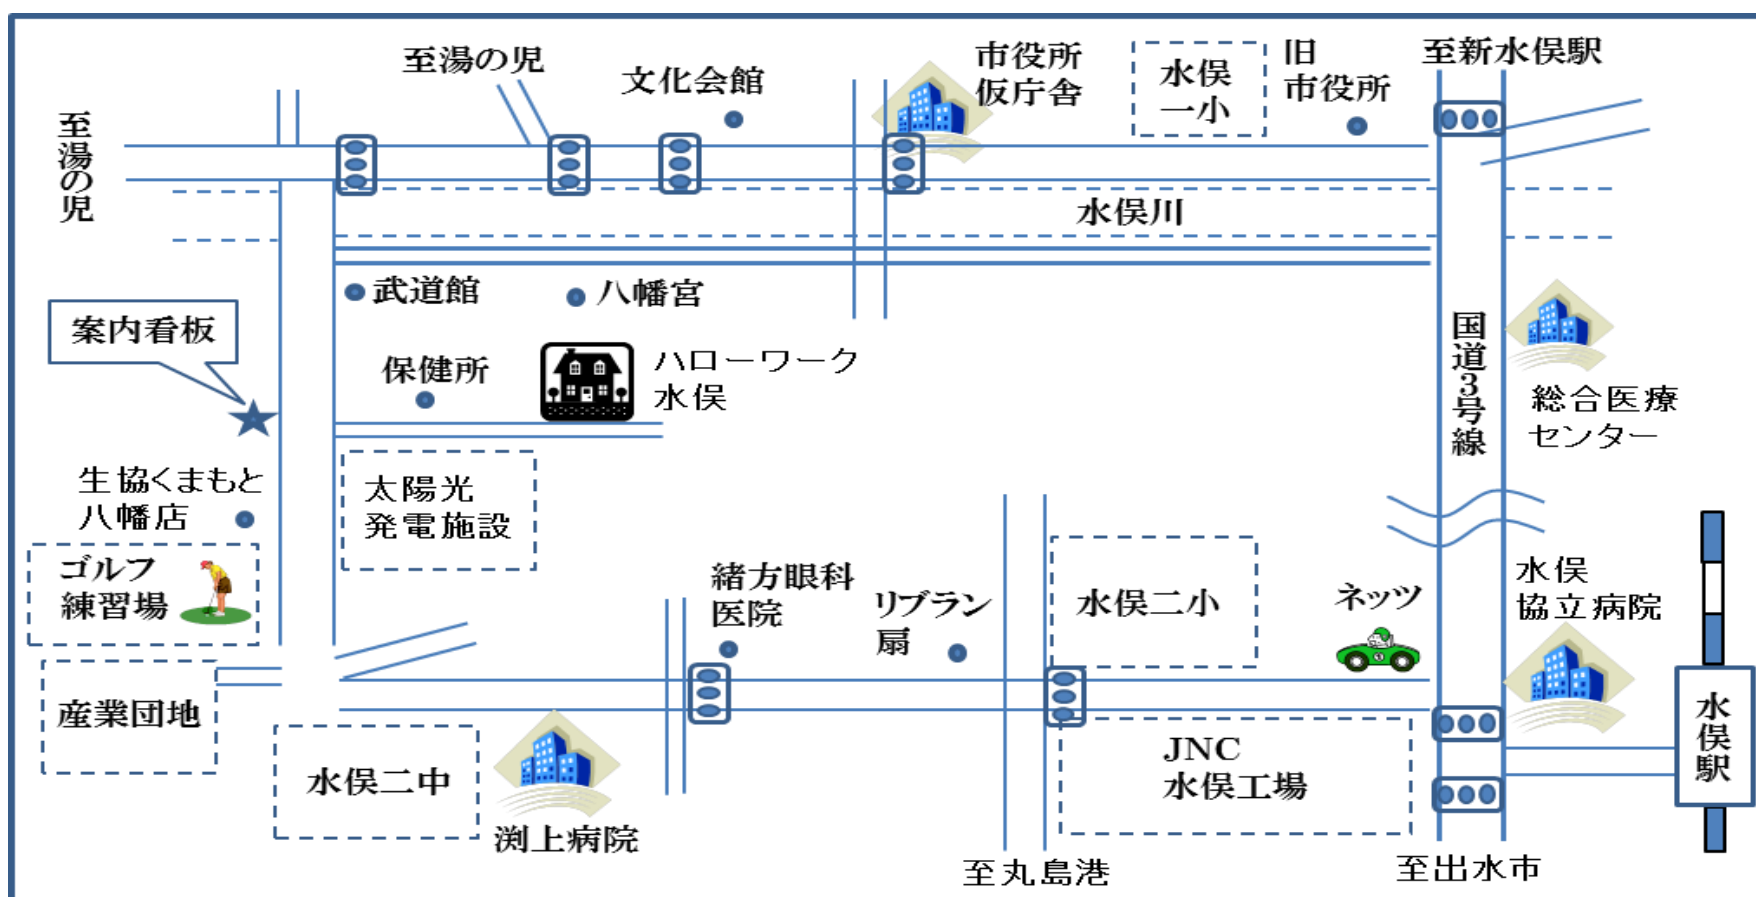 至湯の児
文化会館
市役所
仮庁舎
水俣
一小
旧
市役所
至新水俣駅
至湯の児
水俣川
武道館
八幡宮
案内看板
保健所
ハローワーク
水俣
国道3号線
総合医療
センター
生協くまもと
八幡店
太陽光
発電施設
ゴルフ
練習場
緒方眼科
医院
リブラン
扇
水俣二小
ネッツ
水俣
協立病院
産業団地
水俣二中
渕上病院
JNC
水俣工場
水俣駅
至丸島港
至出水市